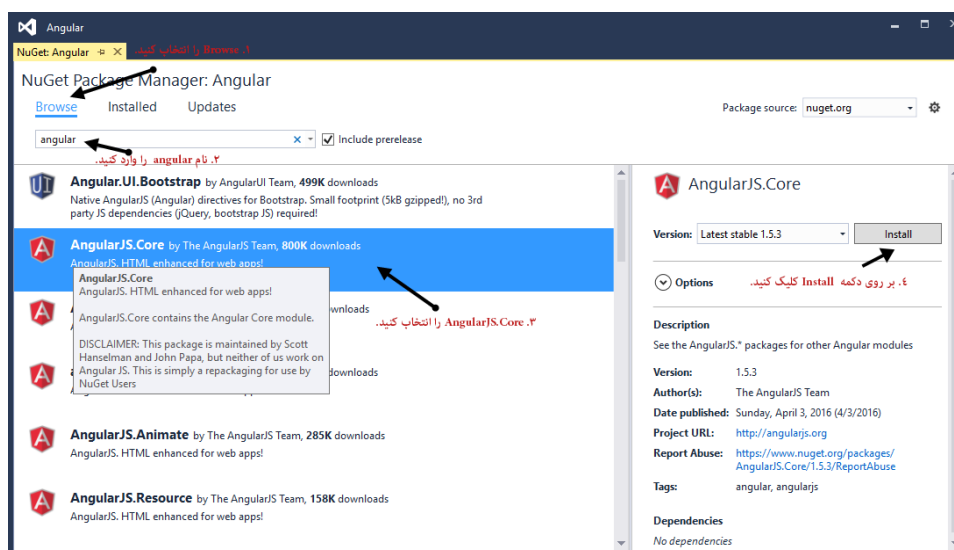 Angular
NuGet: Angular
۱. Browse را انتخاب کنید.
NuGet Package Manager: Angular
Browse Installed Updates
Package source: nuget.org
angular
Include prerelease
۲. نام angular را وارد کنید.
Angular.UI.Bootstrap by AngularUI Team, 499K downloads
Native AngularJS (Angular) directives for Bootstrap. Small footprint (5kB gzipped!), no 3rd
party JS dependencies (jQuery, bootstrap JS) required!
AngularJS.Core by The AngularJS Team, 800K downloads
AngularJS. HTML enhanced for web apps!
AngularJS.Core
AngularJS. HTML enhanced for web apps!
AngularJS.Core contains the Angular Core module.
DISCLAIMER: This package is maintained by Scott
Hanselman and John Papa, but neither of us work on
Angular JS. This is simply a repackaging for use by
NuGet Users
downloads
۳. AngularJS.Core را انتخاب کنید.
downloads
AngularJS.Animate by The AngularJS Team, 285K downloads
AngularJS. HTML enhanced for web apps!
AngularJS.Resource by The AngularJS Team, 158K downloads
AngularJS. HTML enhanced for web apps!
AngularJS.Core
Version: Latest stable 1.5.3 Install
Options
٤. بر روی دکمه Install کلیک کنید.
Description
See the AngularJS.* packages for other Angular modules
Version: 1.5.3
Author(s): The AngularJS Team
Date published: Sunday, April 3, 2016 (4/3/2016)
Project URL: http://angularjs.org
Report Abuse: https://www.nuget.org/packages/
AngularJS.Core/1.5.3/ReportAbuse
Tags: angular, angularjs
Dependencies
No dependencies